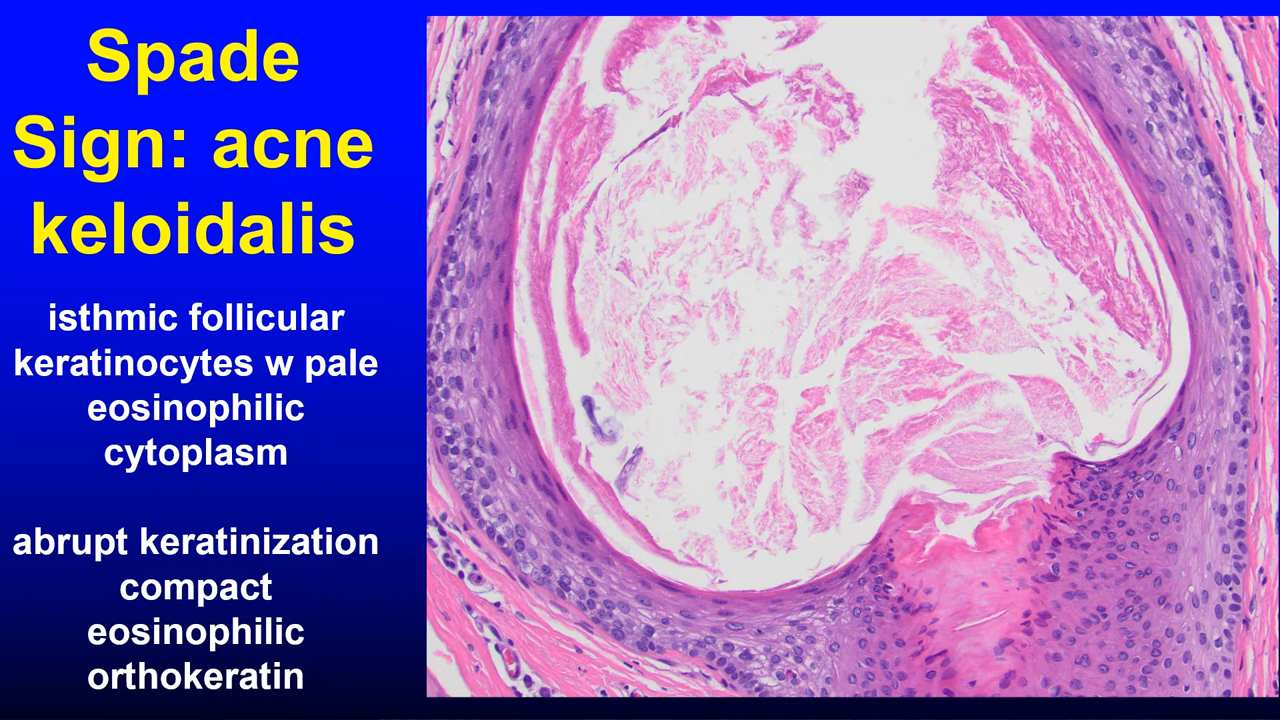 Spade
Sign: acne
keloidalis
isthmic follicular
keratinocytes w pale
eosinophilic
cytoplasm
abrupt keratinization
compact
eosinophilic
orthokeratin